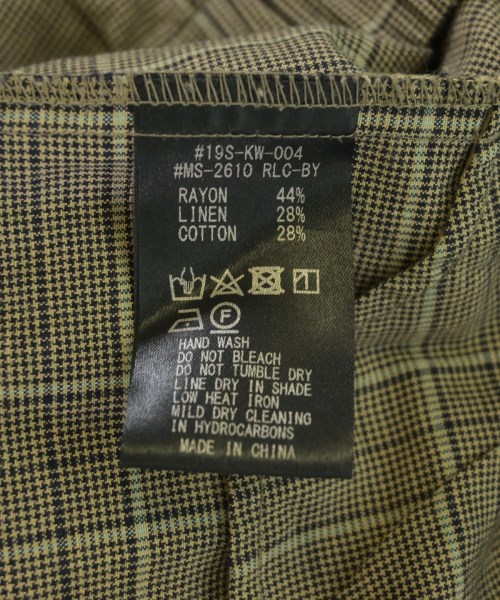 #19S-KW-004
#MS-2610 RLC-BY
RAYON 44%
LINEN 28%
COTTON 28%
HAND WASH
DO NOT BLEACH
DO NOT TUMBLE DRY
LINE DRY IN SHADE
LOW HEAT IRON
MILD DRY CLEANING
IN HYDROCARBONS
MADE IN CHINA